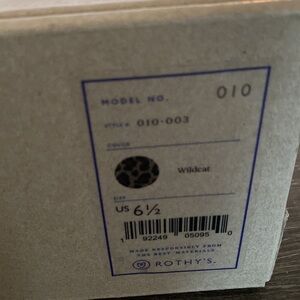 MODEL NO. 010
STYLE # 010-003
COLOR
Wildcat
SIZE
US 6½
1 92249 05095 0
MADE RESPONSIBLY FROM
THE BEST MATERIALS.
ROTHY'S.